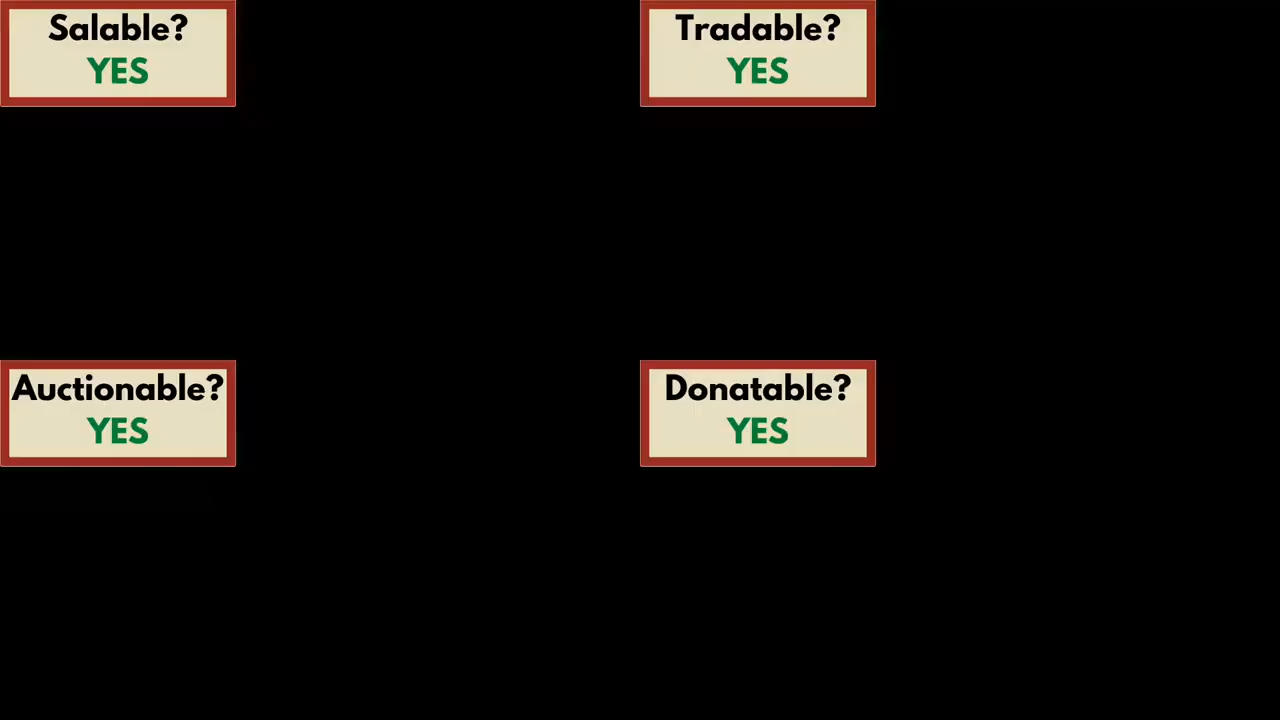 Salable?
YES
Tradable?
YES
Auctionable?
YES
Donatable?
YES